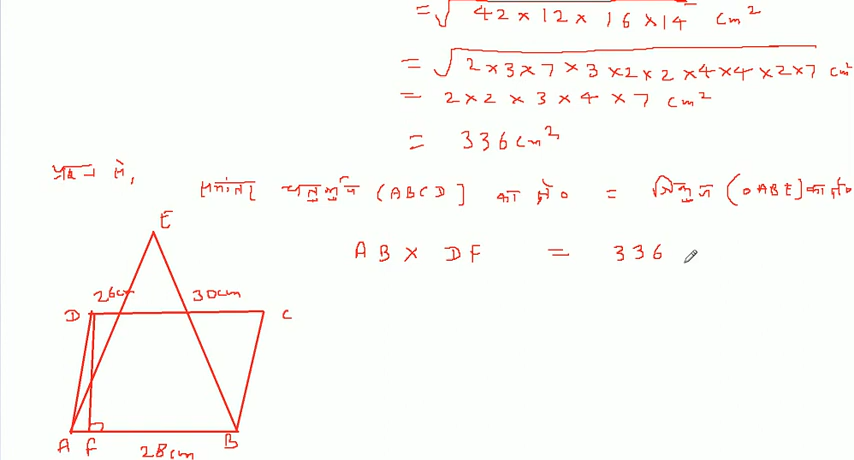 = √42×12×16×14 cm²
= √2×3×7×3×2×2×4×4×2×7 cm²
= 2×2×3×4×7 cm²
= 336 cm²
प्रश्न से,
समांतर चतुर्भुज (ABCD) का क्षे० = त्रिभुज (△ABE) का क्षे०
AB × DF = 336
E
26cm 30cm
D C
A F B
28cm